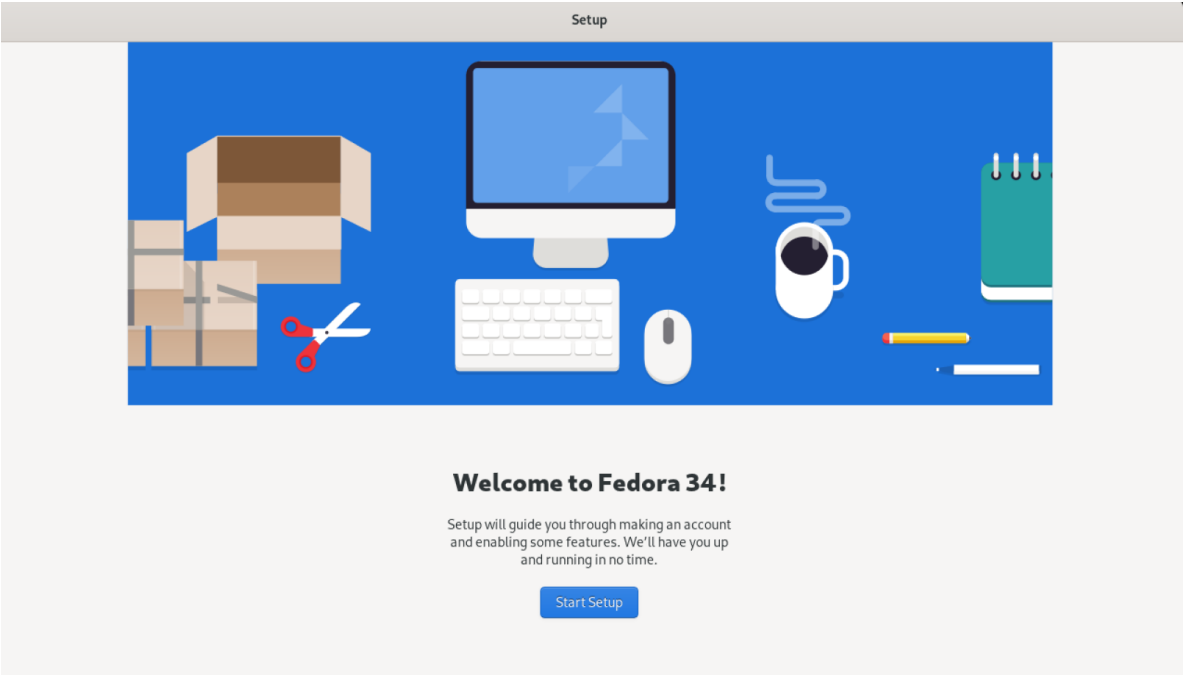 Setup
Welcome to Fedora 34!
Setup will guide you through making an account
and enabling some features. We’ll have you up
and running in no time.
Start Setup